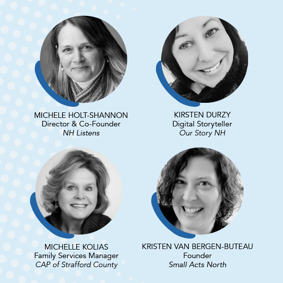 MICHELE HOLT-SHANNON
Director & Co-Founder
NH Listens
KIRSTEN DURZY
Digital Storyteller
Our Story NH
MICHELLE KOLIAS
Family Services Manager
CAP of Strafford County
KRISTEN VAN BERGEN-BUTEAU
Founder
Small Acts North